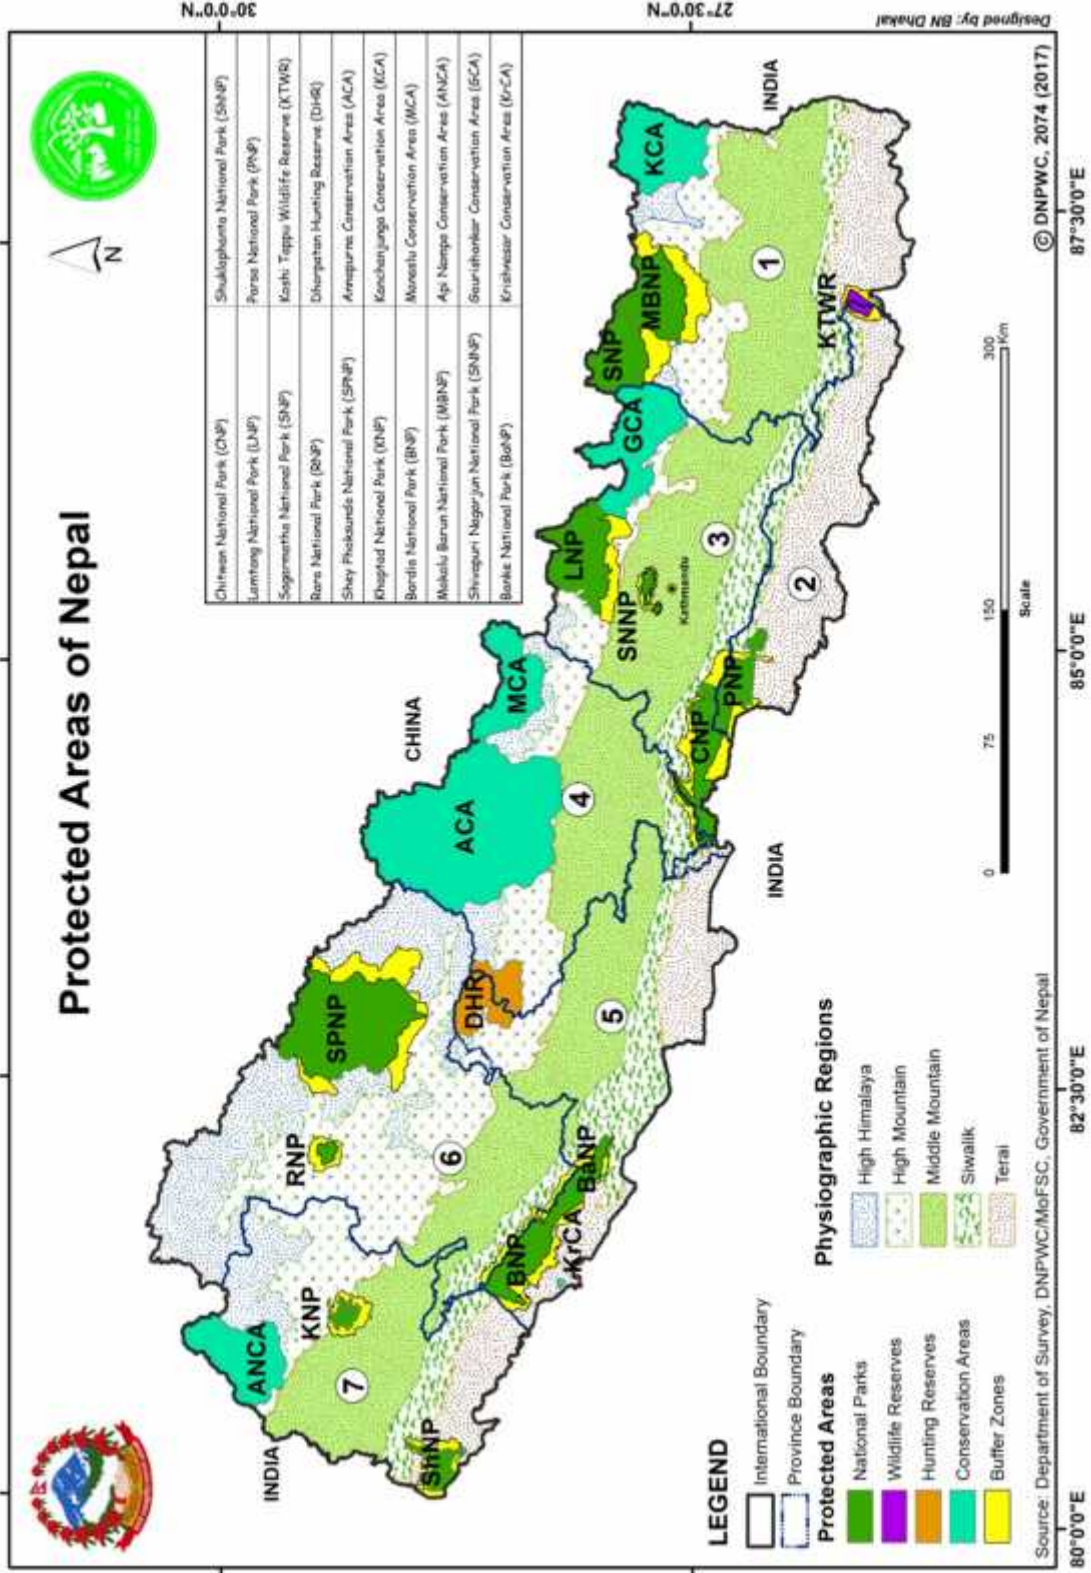 Protected Areas of Nepal
N
30°0'0"N
27°30'0"N
Chitwan National Park (CNP) Shuklaphanta National Park (ShNP)
Lamtang National Park (LNP) Parsa National Park (PNP)
Sagarmatha National Park (SNP) Koshi Tappu Wildlife Reserve (KTWR)
Rara National Park (RNP) Dhorpatan Hunting Reserve (DHR)
Shey Phoksundo National Park (SPNP) Annapurna Conservation Area (ACA)
Khaptad National Park (KNP) Kanchanjunga Conservation Area (KCA)
Bardia National Park (BNP) Manaslu Conservation Area (MCA)
Makalu Barun National Park (MBNP) Api Nampa Conservation Area (ANCA)
Shivapuri Nagarjun National Park (SNNP) Gaurishankar Conservation Area (GCA)
Banke National Park (BaNP) Krishnasar Conservation Area (KrCA)
CHINA
INDIA
ANCA
KNP
RNP
SPNP
DHR
ACA
MCA
LNP
GCA
SNP
MBNP
KCA
INDIA
7
6
5
4
3
2
1
ShNP
BNP
KrCA
BaNP
CNP
PNP
SNNP
Kathmandu
KTWR
INDIA
LEGEND
International Boundary
Province Boundary
Protected Areas
National Parks
Wildlife Reserves
Hunting Reserves
Conservation Areas
Buffer Zones
Physiographic Regions
High Himalaya
High Mountain
Middle Mountain
Siwalik
Terai
0 75 150 300
Km
Scale
Source: Department of Survey, DNPWC/MoFSC, Government of Nepal
© DNPWC, 2074 (2017)
Designed by: BN Dhakal
80°0'0"E
82°30'0"E
85°0'0"E
87°30'0"E